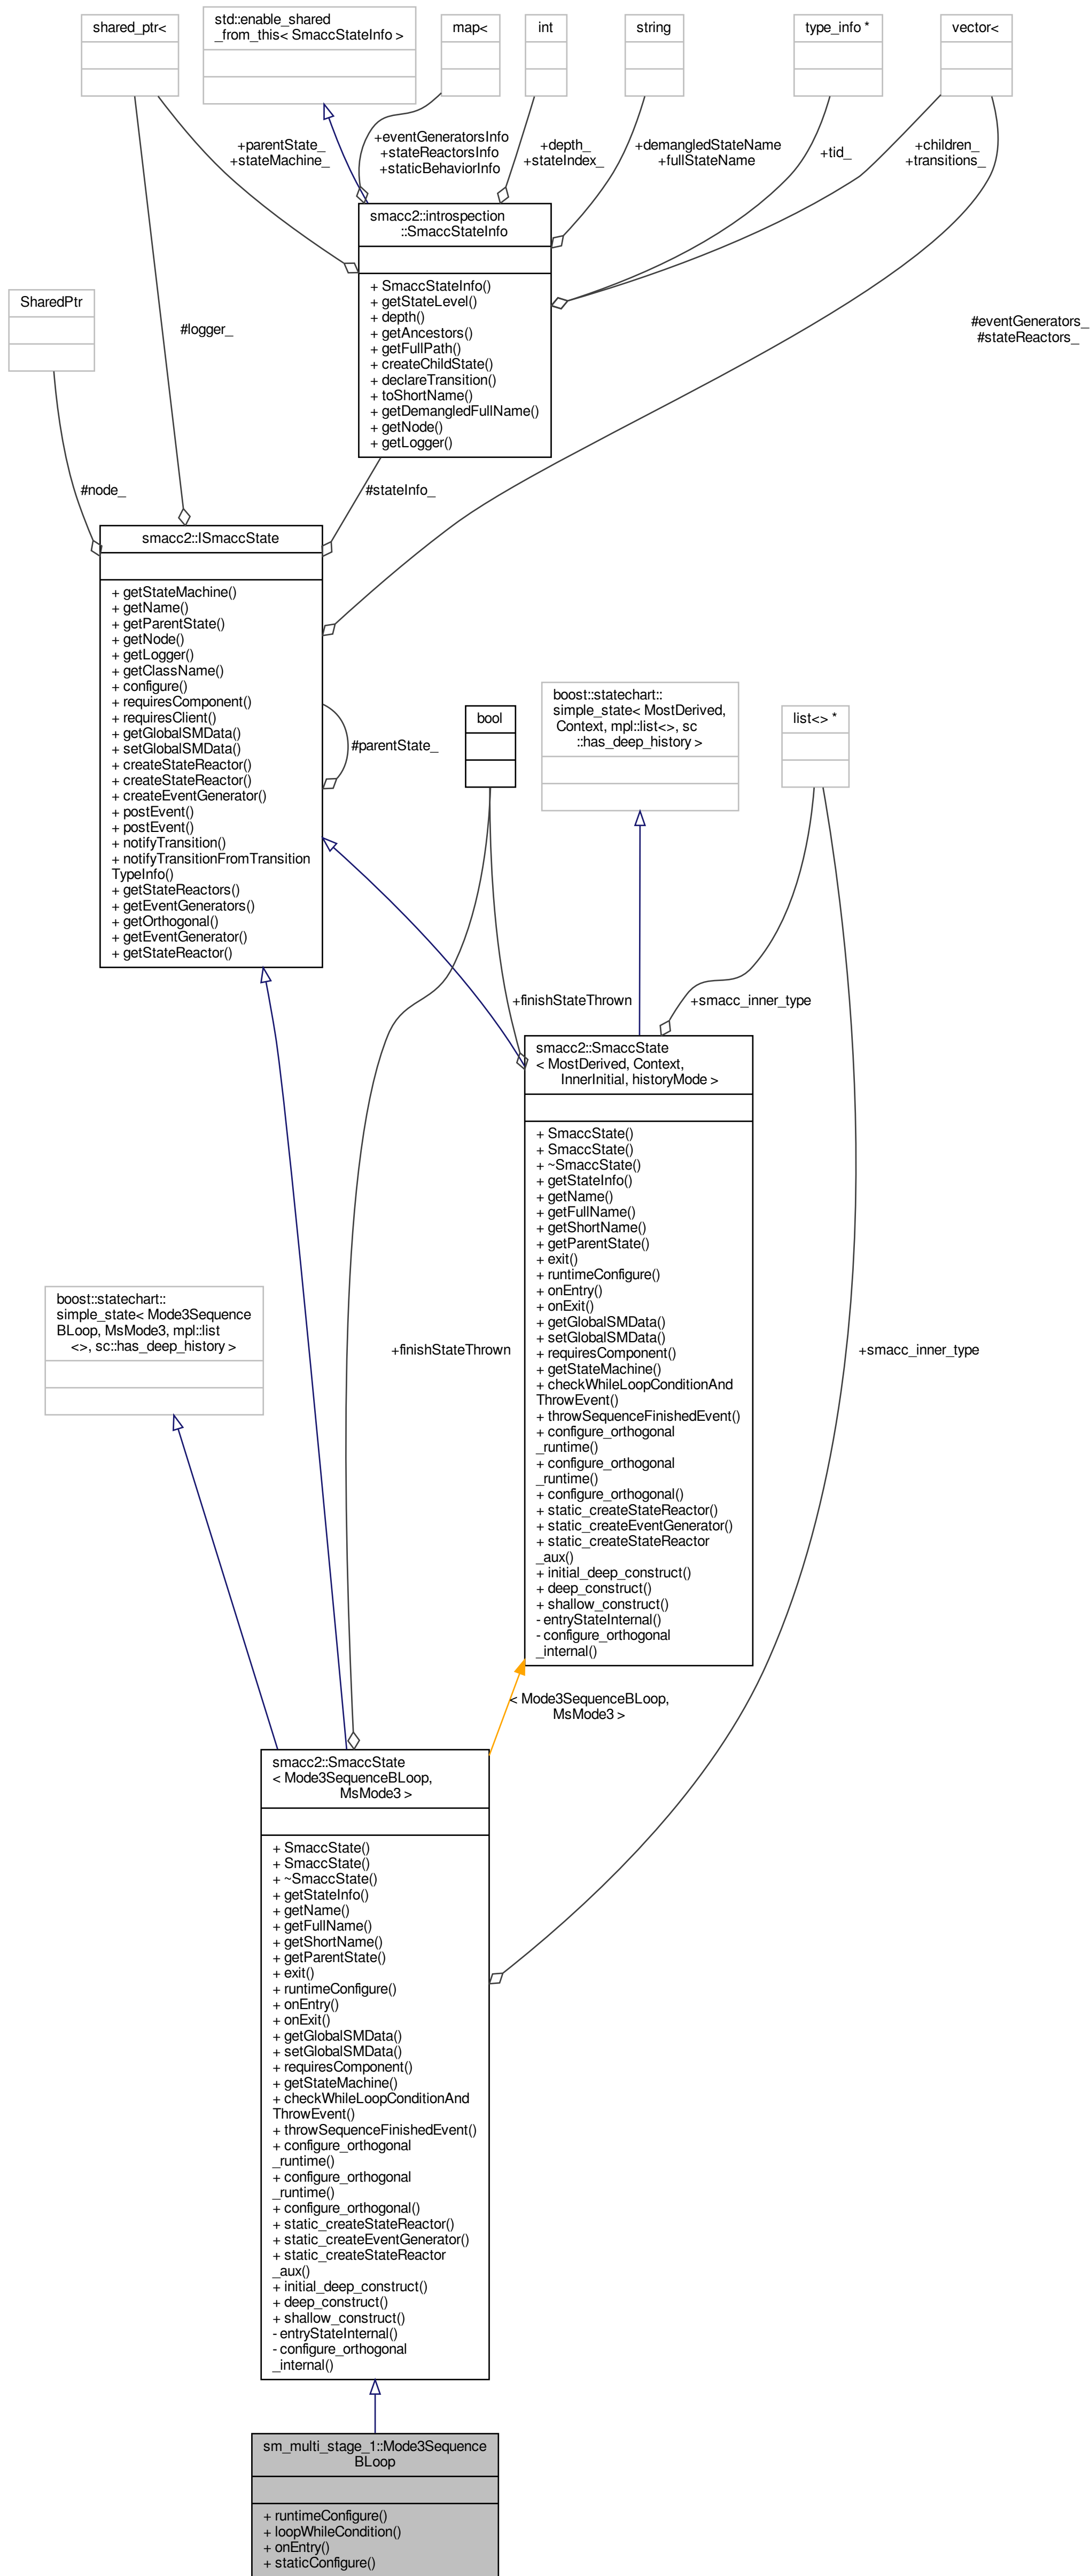 shared_ptr<
std::enable_shared
_from_this< SmaccStateInfo >
map<
int
string
type_info *
vector<
+parentState_
+stateMachine_
+eventGeneratorsInfo
+stateReactorsInfo
+staticBehaviorInfo
+depth_
+stateIndex_
+demangledStateName
+fullStateName
+tid_
+children_
+transitions_
smacc2::introspection
::SmaccStateInfo
+ SmaccStateInfo()
+ getStateLevel()
+ depth()
+ getAncestors()
+ getFullPath()
+ createChildState()
+ declareTransition()
+ toShortName()
+ getDemangledFullName()
+ getNode()
+ getLogger()
SharedPtr
#logger_
#eventGenerators_
#stateReactors_
#node_
#stateInfo_
smacc2::ISmaccState
+ getStateMachine()
+ getName()
+ getParentState()
+ getNode()
+ getLogger()
+ getClassName()
+ configure()
+ requiresComponent()
+ requiresClient()
+ getGlobalSMData()
+ setGlobalSMData()
+ createStateReactor()
+ createStateReactor()
+ createEventGenerator()
+ postEvent()
+ postEvent()
+ notifyTransition()
+ notifyTransitionFromTransition
TypeInfo()
+ getStateReactors()
+ getEventGenerators()
+ getOrthogonal()
+ getEventGenerator()
+ getStateReactor()
#parentState_
bool
boost::statechart::
simple_state< MostDerived,
Context, mpl::list<>, sc
::has_deep_history >
list<> *
+finishStateThrown
+smacc_inner_type
smacc2::SmaccState
< MostDerived, Context,
InnerInitial, historyMode >
+ SmaccState()
+ SmaccState()
+ ~SmaccState()
+ getStateInfo()
+ getName()
+ getFullName()
+ getShortName()
+ getParentState()
+ exit()
+ runtimeConfigure()
+ onEntry()
+ onExit()
+ getGlobalSMData()
+ setGlobalSMData()
+ requiresComponent()
+ getStateMachine()
+ checkWhileLoopConditionAnd
ThrowEvent()
+ throwSequenceFinishedEvent()
+ configure_orthogonal
_runtime()
+ configure_orthogonal
_runtime()
+ configure_orthogonal()
+ static_createStateReactor()
+ static_createEventGenerator()
+ static_createStateReactor
_aux()
+ initial_deep_construct()
+ deep_construct()
+ shallow_construct()
- entryStateInternal()
- configure_orthogonal
_internal()
boost::statechart::
simple_state< Mode3Sequence
BLoop, MsMode3, mpl::list
<>, sc::has_deep_history >
+finishStateThrown
+smacc_inner_type
< Mode3SequenceBLoop,
MsMode3 >
smacc2::SmaccState
< Mode3SequenceBLoop,
MsMode3 >
+ SmaccState()
+ SmaccState()
+ ~SmaccState()
+ getStateInfo()
+ getName()
+ getFullName()
+ getShortName()
+ getParentState()
+ exit()
+ runtimeConfigure()
+ onEntry()
+ onExit()
+ getGlobalSMData()
+ setGlobalSMData()
+ requiresComponent()
+ getStateMachine()
+ checkWhileLoopConditionAnd
ThrowEvent()
+ throwSequenceFinishedEvent()
+ configure_orthogonal
_runtime()
+ configure_orthogonal
_runtime()
+ configure_orthogonal()
+ static_createStateReactor()
+ static_createEventGenerator()
+ static_createStateReactor
_aux()
+ initial_deep_construct()
+ deep_construct()
+ shallow_construct()
- entryStateInternal()
- configure_orthogonal
_internal()
sm_multi_stage_1::Mode3Sequence
BLoop
+ runtimeConfigure()
+ loopWhileCondition()
+ onEntry()
+ staticConfigure()